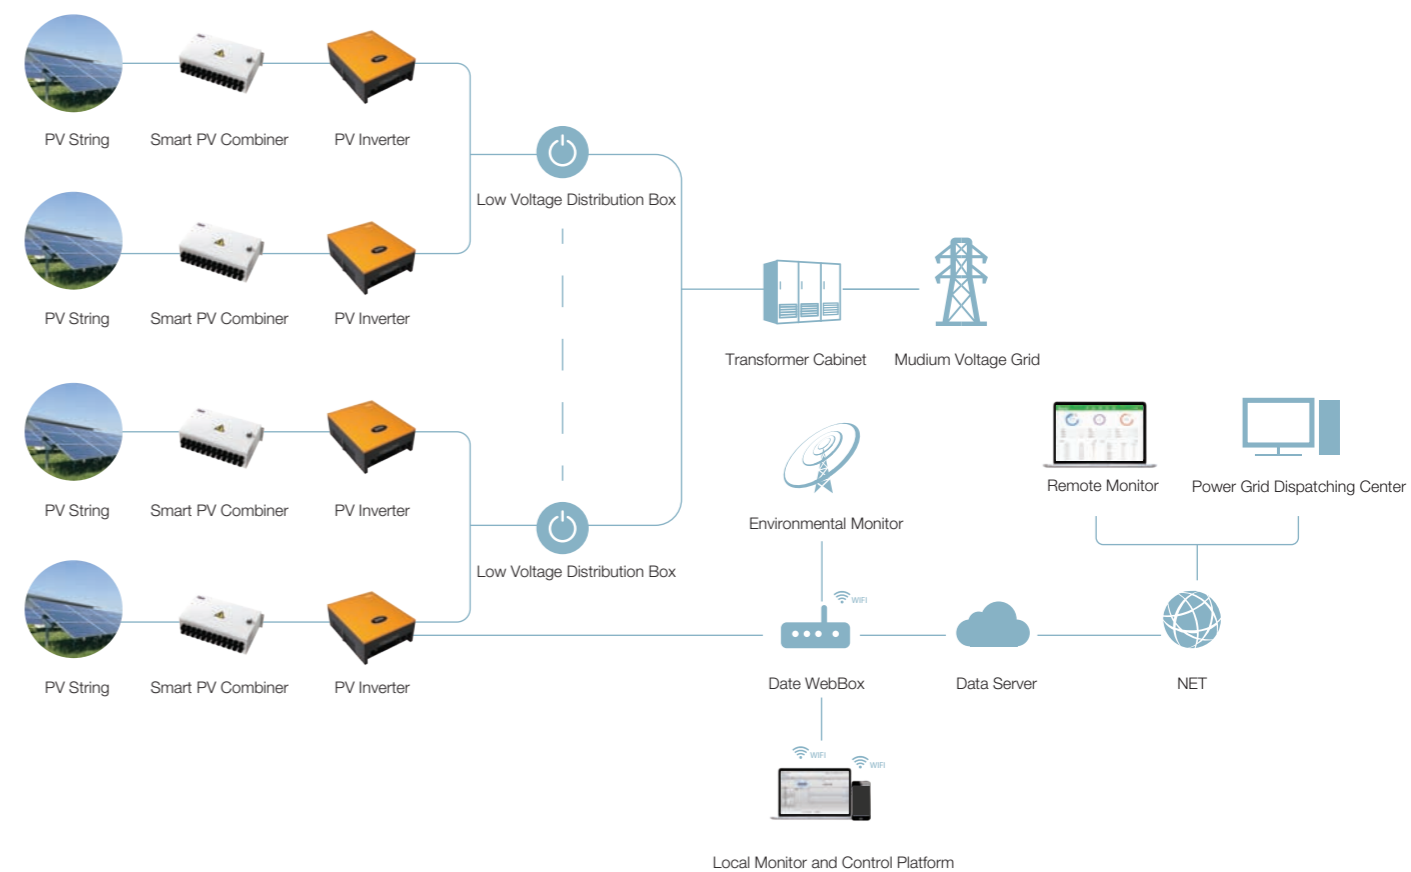 PV String
Smart PV Combiner
PV Inverter
Low Voltage Distribution Box
PV String
Smart PV Combiner
PV Inverter
Transformer Cabinet
Mudium Voltage Grid
PV String
Smart PV Combiner
PV Inverter
Remote Monitor
Power Grid Dispatching Center
Environmental Monitor
Low Voltage Distribution Box
WIFI
PV String
Smart PV Combiner
PV Inverter
Date WebBox
Data Server
NET
WIFI
WIFI
Local Monitor and Control Platform